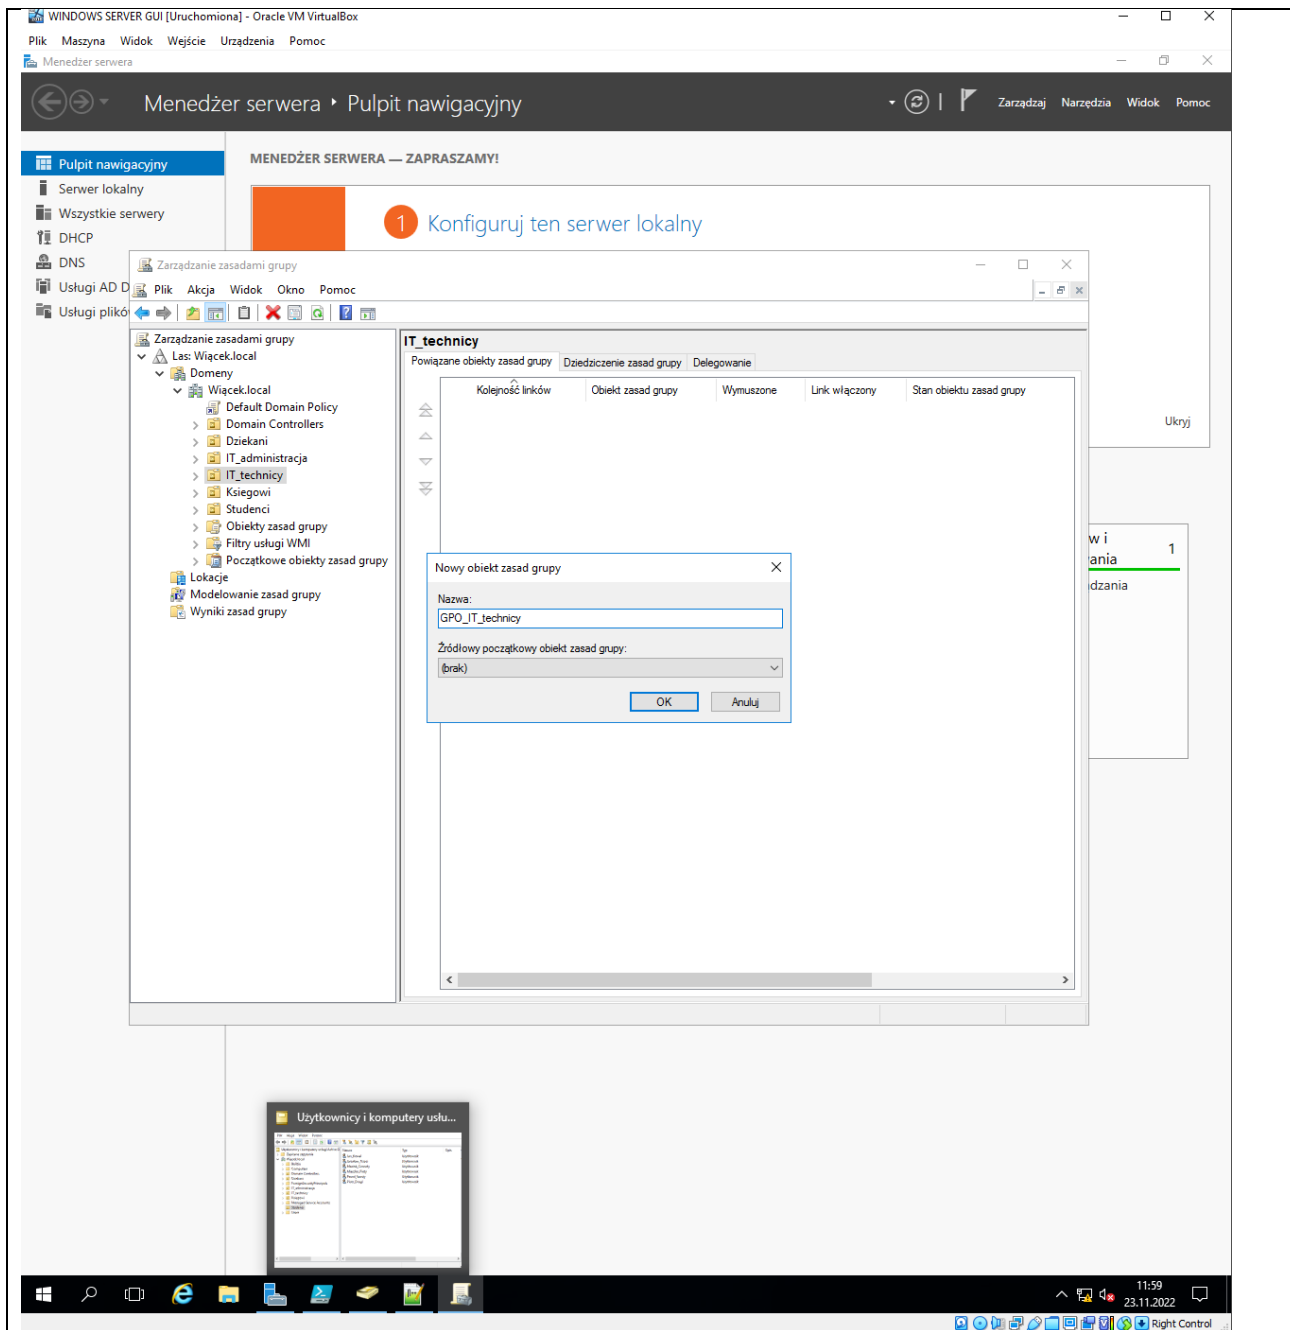 WINDOWS SERVER GUI [Uruchomiona] - Oracle VM VirtualBox
Plik Maszyna Widok Wejście Urządzenia Pomoc
Menedżer serwera
Menedżer serwera Pulpit nawigacyjny
Zarządzaj Narzędzia Widok Pomoc
Pulpit nawigacyjny
Serwer lokalny
Wszystkie serwery
DHCP
DNS
Usługi AD D
Usługi plikó
MENEDŻER SERWERA — ZAPRASZAMY!
1 Konfiguruj ten serwer lokalny
Ukryj
w i
ania
1
dzania
Zarządzanie zasadami grupy
Plik Akcja Widok Okno Pomoc
Zarządzanie zasadami grupy
Las: Wiącek.local
Domeny
Wiącek.local
Default Domain Policy
Domain Controllers
Dziekani
IT_administracja
IT_technicy
Ksiegowi
Studenci
Obiekty zasad grupy
Filtry usługi WMI
Początkowe obiekty zasad grupy
Lokacje
Modelowanie zasad grupy
Wyniki zasad grupy
IT_technicy
Powiązane obiekty zasad grupy Dziedziczenie zasad grupy Delegowanie
Kolejność linków Obiekt zasad grupy Wymuszone Link włączony Stan obiektu zasad grupy
Nowy obiekt zasad grupy
Nazwa:
GPO_IT_technicy
Źródłowy początkowy obiekt zasad grupy:
(brak)
OK Anuluj
Użytkownicy i komputery usłu...
11:59
23.11.2022
Right Control